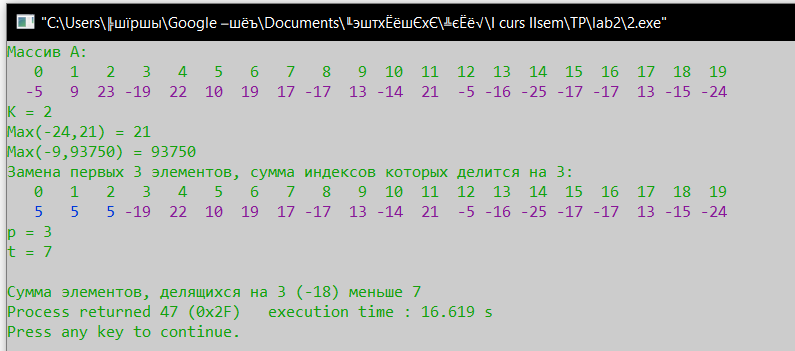 "C:\Users\╠шїршы\Google –шёъ\Documents\╙эштхЁёшЄхЄ\╩єЁё√\I curs IIsem\TP\lab2\2.exe"
Массив A:
0 1 2 3 4 5 6 7 8 9 10 11 12 13 14 15 16 17 18 19
-5 9 23 -19 22 10 19 17 -17 13 -14 21 -5 -16 -25 -17 -17 13 -15 -24
K = 2
Max(-24,21) = 21
Max(-9,93750) = 93750
Замена первых 3 элементов, сумма индексов которых делится на 3:
0 1 2 3 4 5 6 7 8 9 10 11 12 13 14 15 16 17 18 19
5 5 5 -19 22 10 19 17 -17 13 -14 21 -5 -16 -25 -17 -17 13 -15 -24
p = 3
t = 7
Сумма элементов, делящихся на 3 (-18) меньше 7
Process returned 47 (0x2F) execution time : 16.619 s
Press any key to continue.